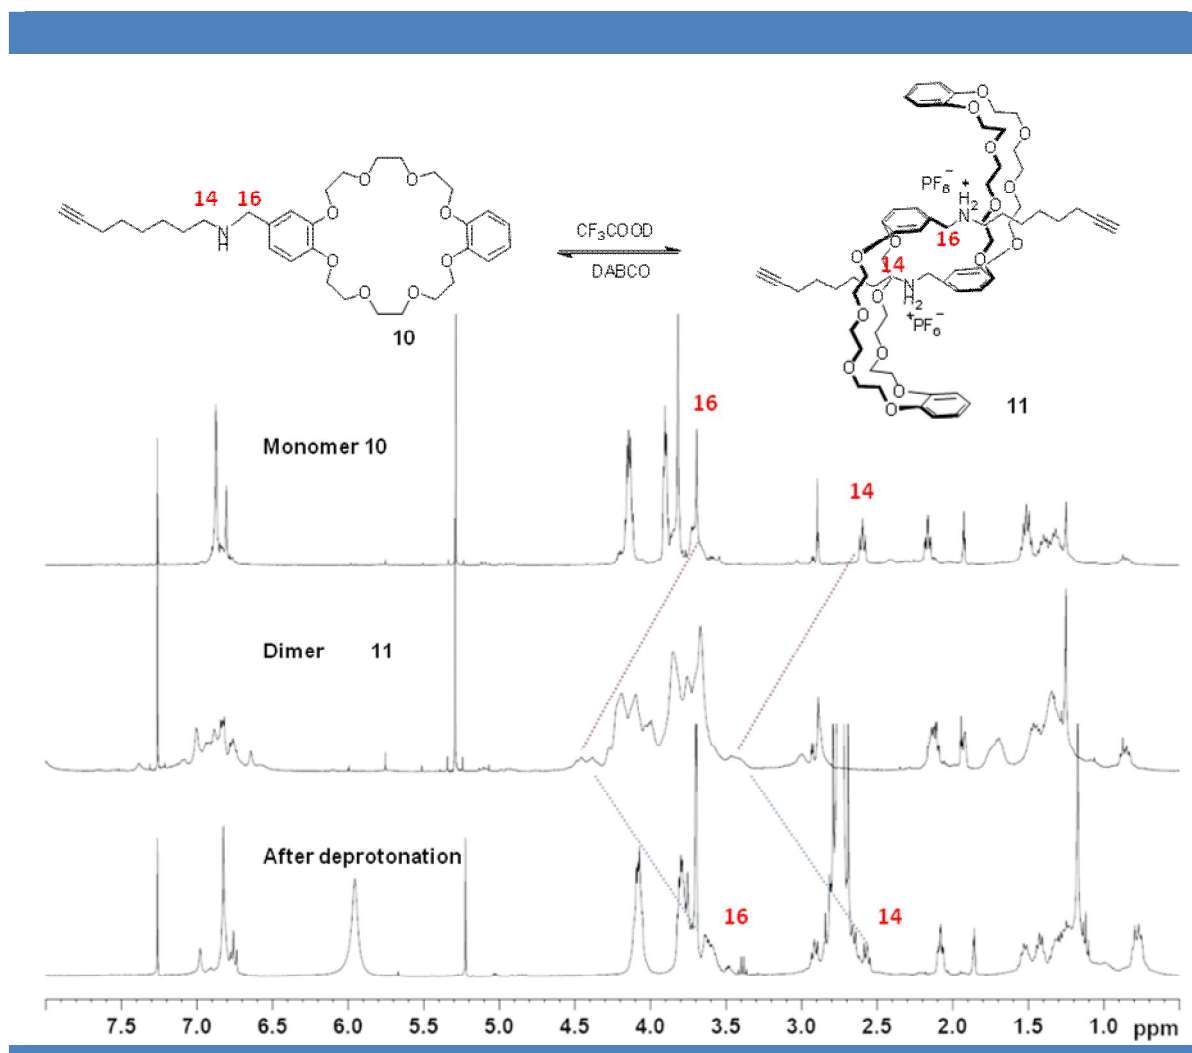 14 16
N
H
O O
O O
O O
O O
10
CF3COOD
DABCO
O
O
O
O
O
O
PF6−
+
N
H2
O
16
O
O
O
14
O
N
H2
+PF6−
O
O
O
O
O
O
11
16
Monomer 10
14
Dimer 11
After deprotonation
16
14
7.5 7.0 6.5 6.0 5.5 5.0 4.5 4.0 3.5 3.0 2.5 2.0 1.5 1.0 ppm